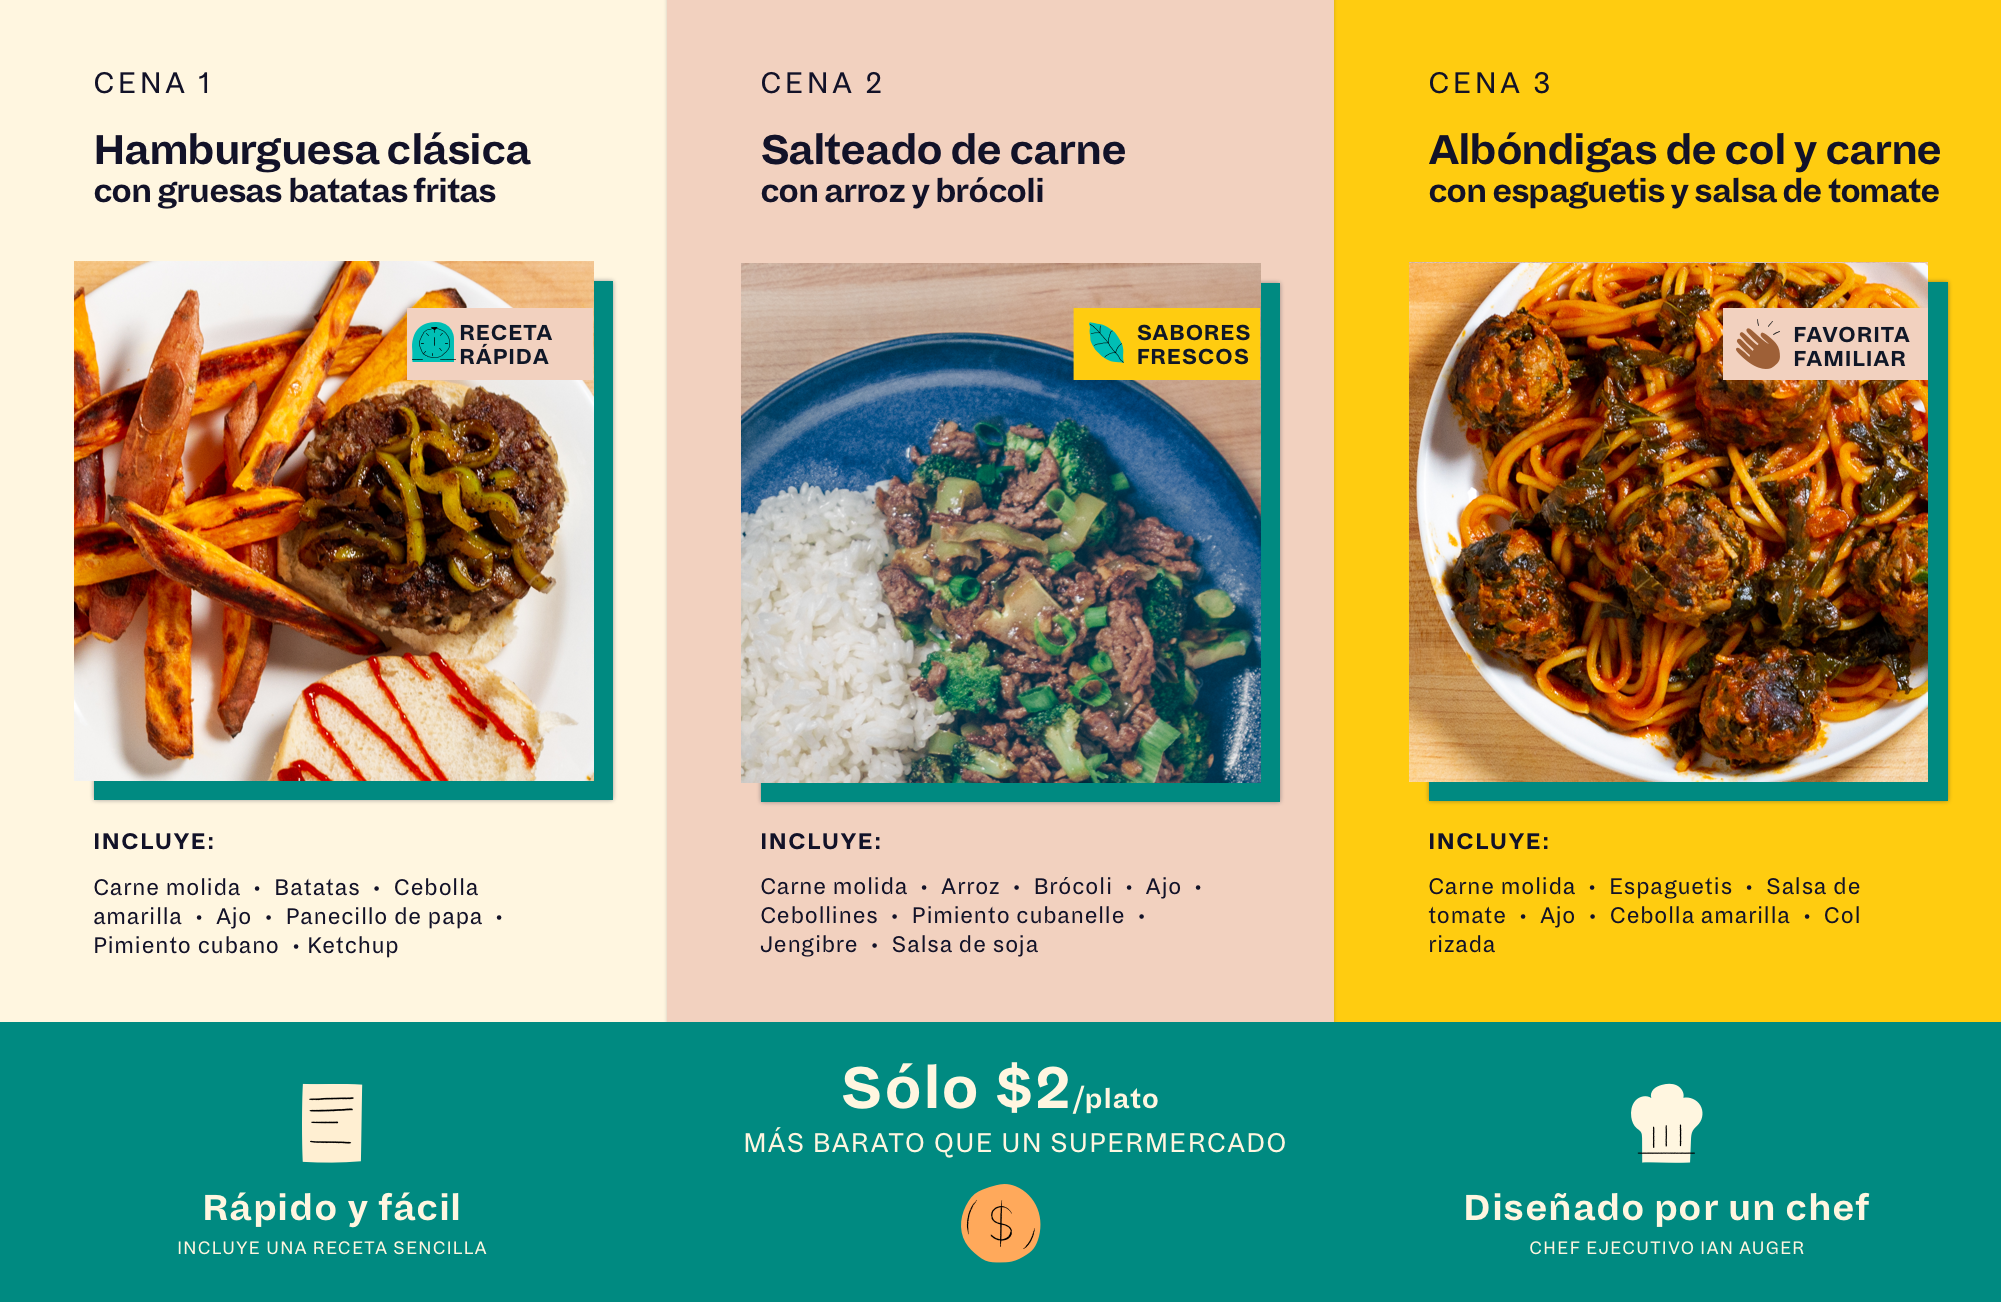 CENA 1
Hamburguesa clásica
con gruesas batatas fritas
RECETA
RÁPIDA
INCLUYE:
Carne molida • Batatas • Cebolla
amarilla • Ajo • Panecillo de papa •
Pimiento cubano • Ketchup
CENA 2
Salteado de carne
con arroz y brócoli
SABORES
FRESCOS
INCLUYE:
Carne molida • Arroz • Brócoli • Ajo •
Cebollines • Pimiento cubanelle •
Jengibre • Salsa de soja
CENA 3
Albóndigas de col y carne
con espaguetis y salsa de tomate
FAVORITA
FAMILIAR
INCLUYE:
Carne molida • Espaguetis • Salsa de
tomate • Ajo • Cebolla amarilla • Col
rizada
Rápido y fácil
INCLUYE UNA RECETA SENCILLA
Sólo $2/plato
MÁS BARATO QUE UN SUPERMERCADO
$
Diseñado por un chef
CHEF EJECUTIVO IAN AUGER